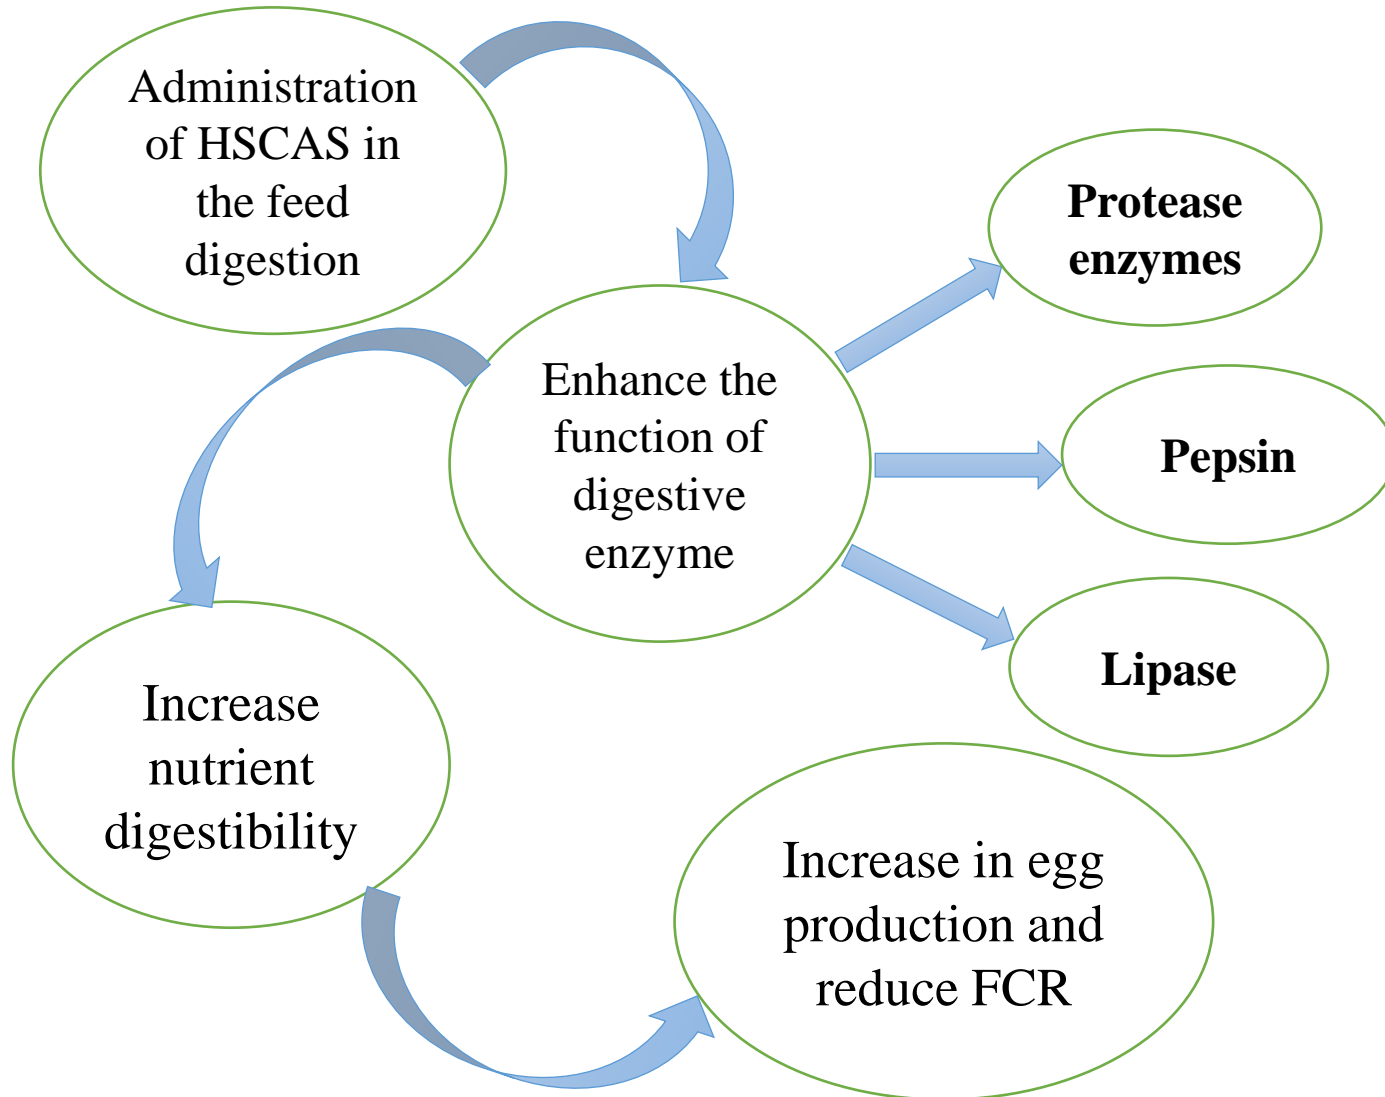 Administration
of HSCAS in
the feed
digestion
Protease
enzymes
Enhance the
function of
digestive
enzyme
Pepsin
Lipase
Increase
nutrient
digestibility
Increase in egg
production and
reduce FCR